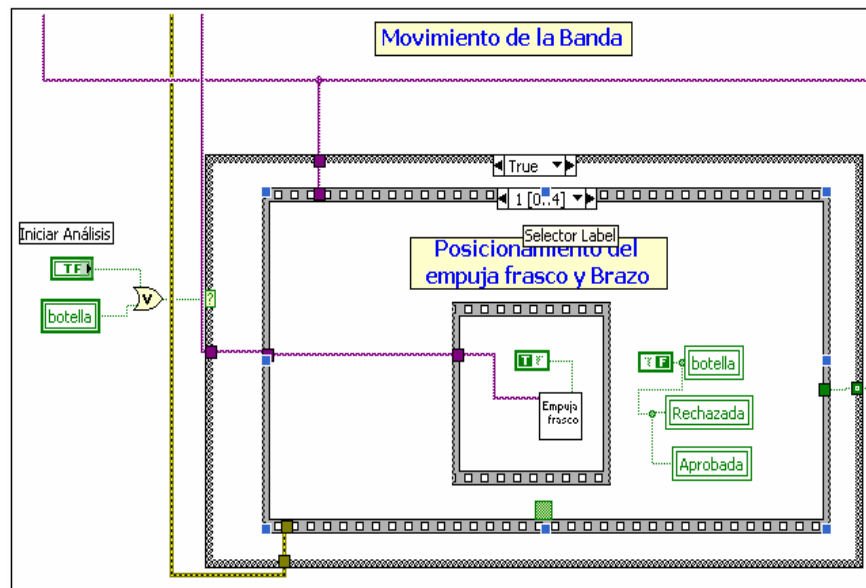 Movimiento de la Banda
True
1 [0..4]
Iniciar Análisis
Selector Label
Posicionamiento del
empuja frasco y Brazo
TF
V
botella
?
T F
Empuja
frasco
F
botella
Rechazada
Aprobada